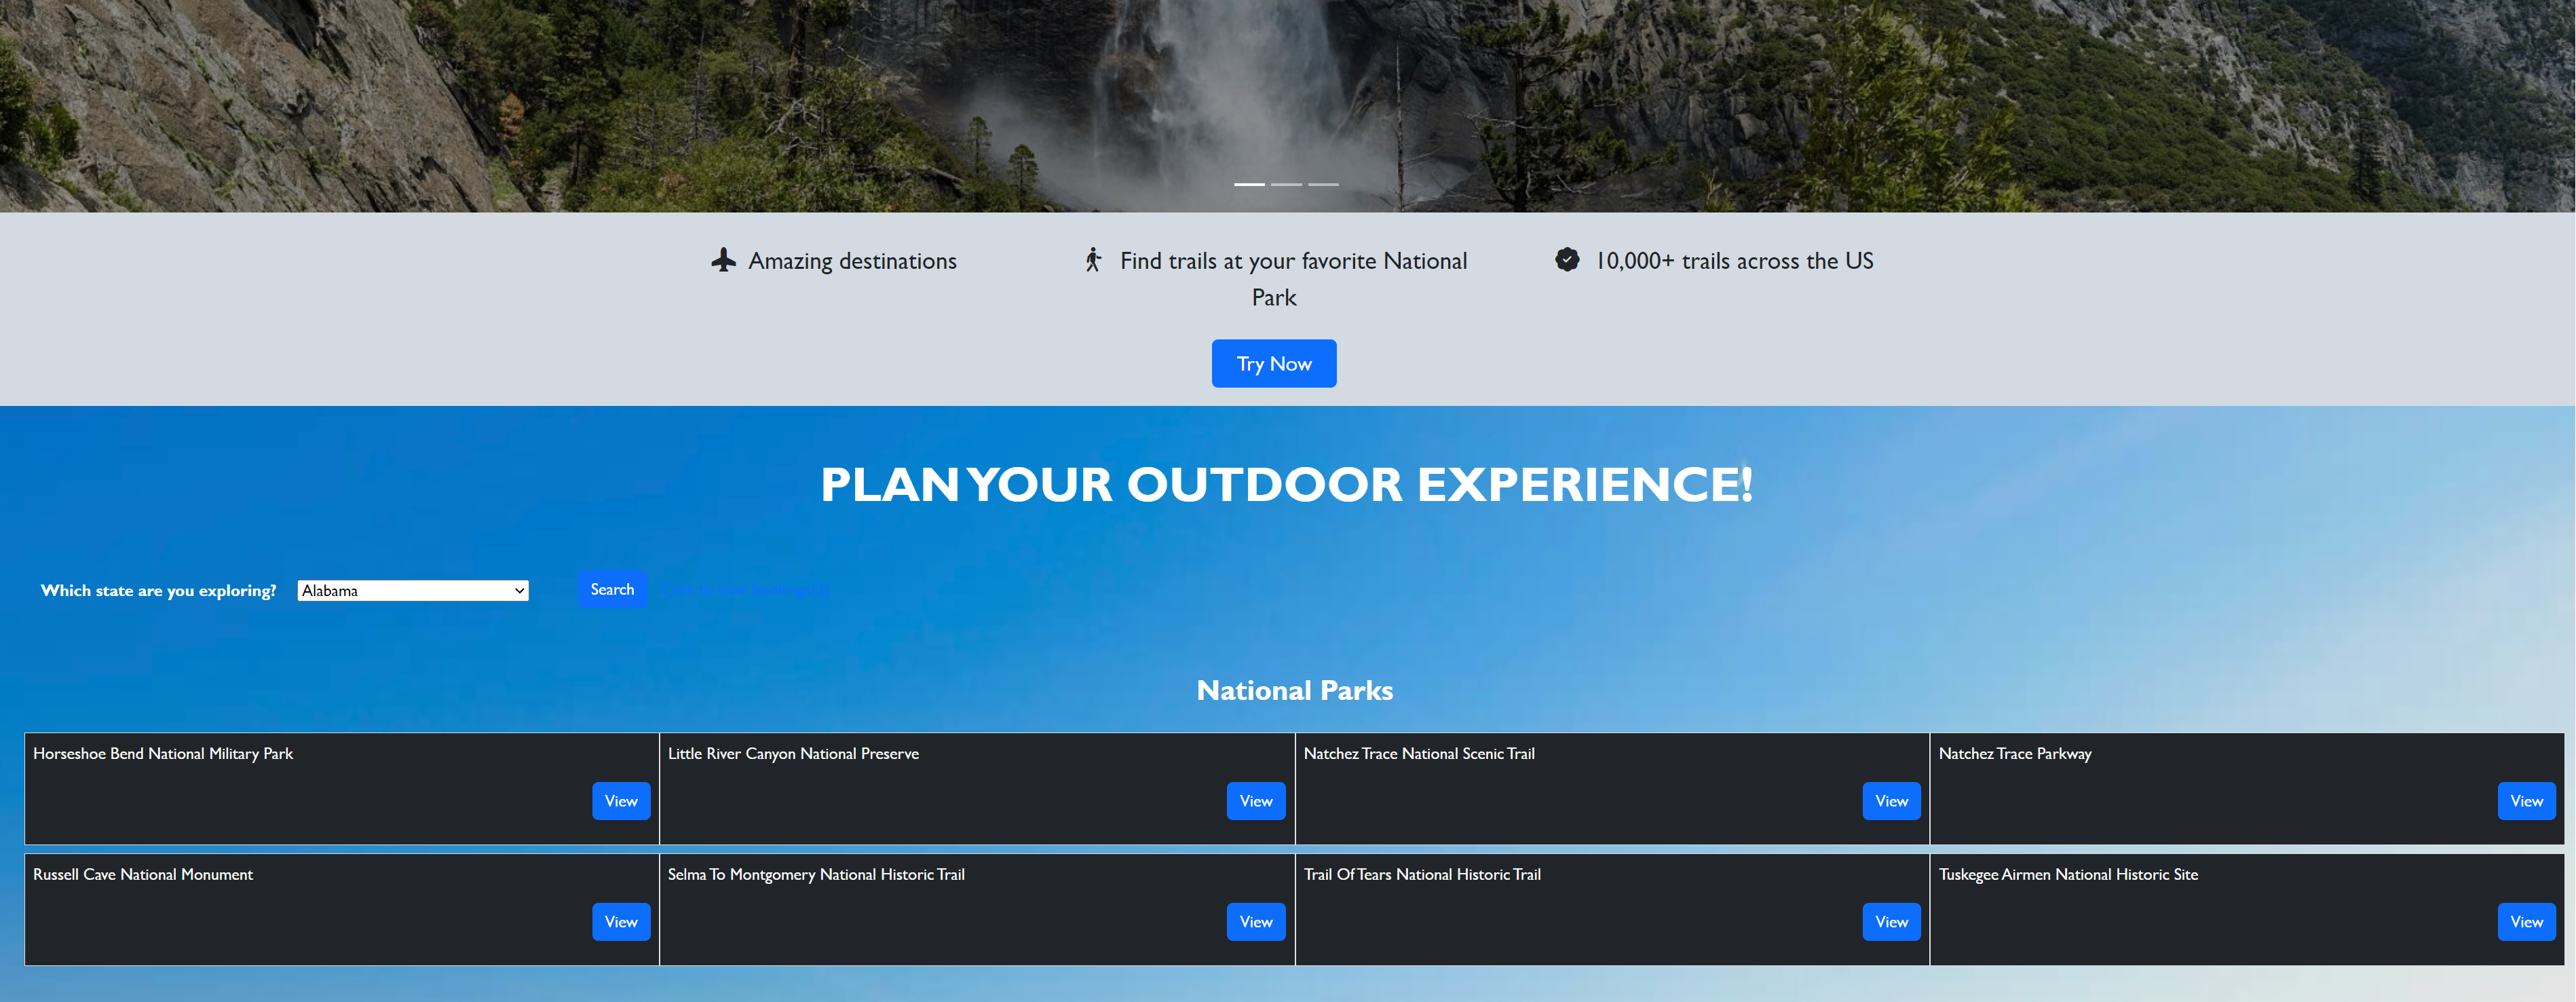 Amazing destinations
Find trails at your favorite National
Park
10,000+ trails across the US
Try Now
PLAN YOUR OUTDOOR EXPERIENCE!
Which state are you exploring?
Alabama
Search
National Parks
Horseshoe Bend National Military Park
View
Little River Canyon National Preserve
View
Natchez Trace National Scenic Trail
View
Natchez Trace Parkway
View
Russell Cave National Monument
View
Selma To Montgomery National Historic Trail
View
Trail Of Tears National Historic Trail
View
Tuskegee Airmen National Historic Site
View